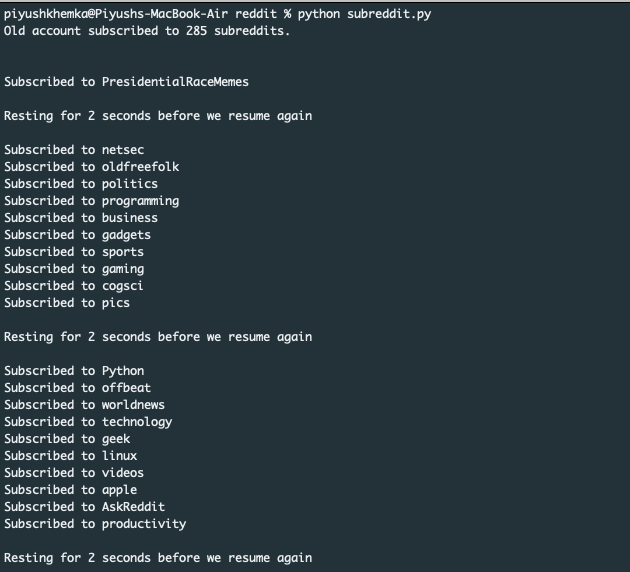 piyushkhemka@Piyushs-MacBook-Air reddit % python subreddit.py
Old account subscribed to 285 subreddits.
Subscribed to PresidentialRaceMemes
Resting for 2 seconds before we resume again
Subscribed to netsec
Subscribed to oldfreefolk
Subscribed to politics
Subscribed to programming
Subscribed to business
Subscribed to gadgets
Subscribed to sports
Subscribed to gaming
Subscribed to cogsci
Subscribed to pics
Resting for 2 seconds before we resume again
Subscribed to Python
Subscribed to offbeat
Subscribed to worldnews
Subscribed to technology
Subscribed to geek
Subscribed to linux
Subscribed to videos
Subscribed to apple
Subscribed to AskReddit
Subscribed to productivity
Resting for 2 seconds before we resume again